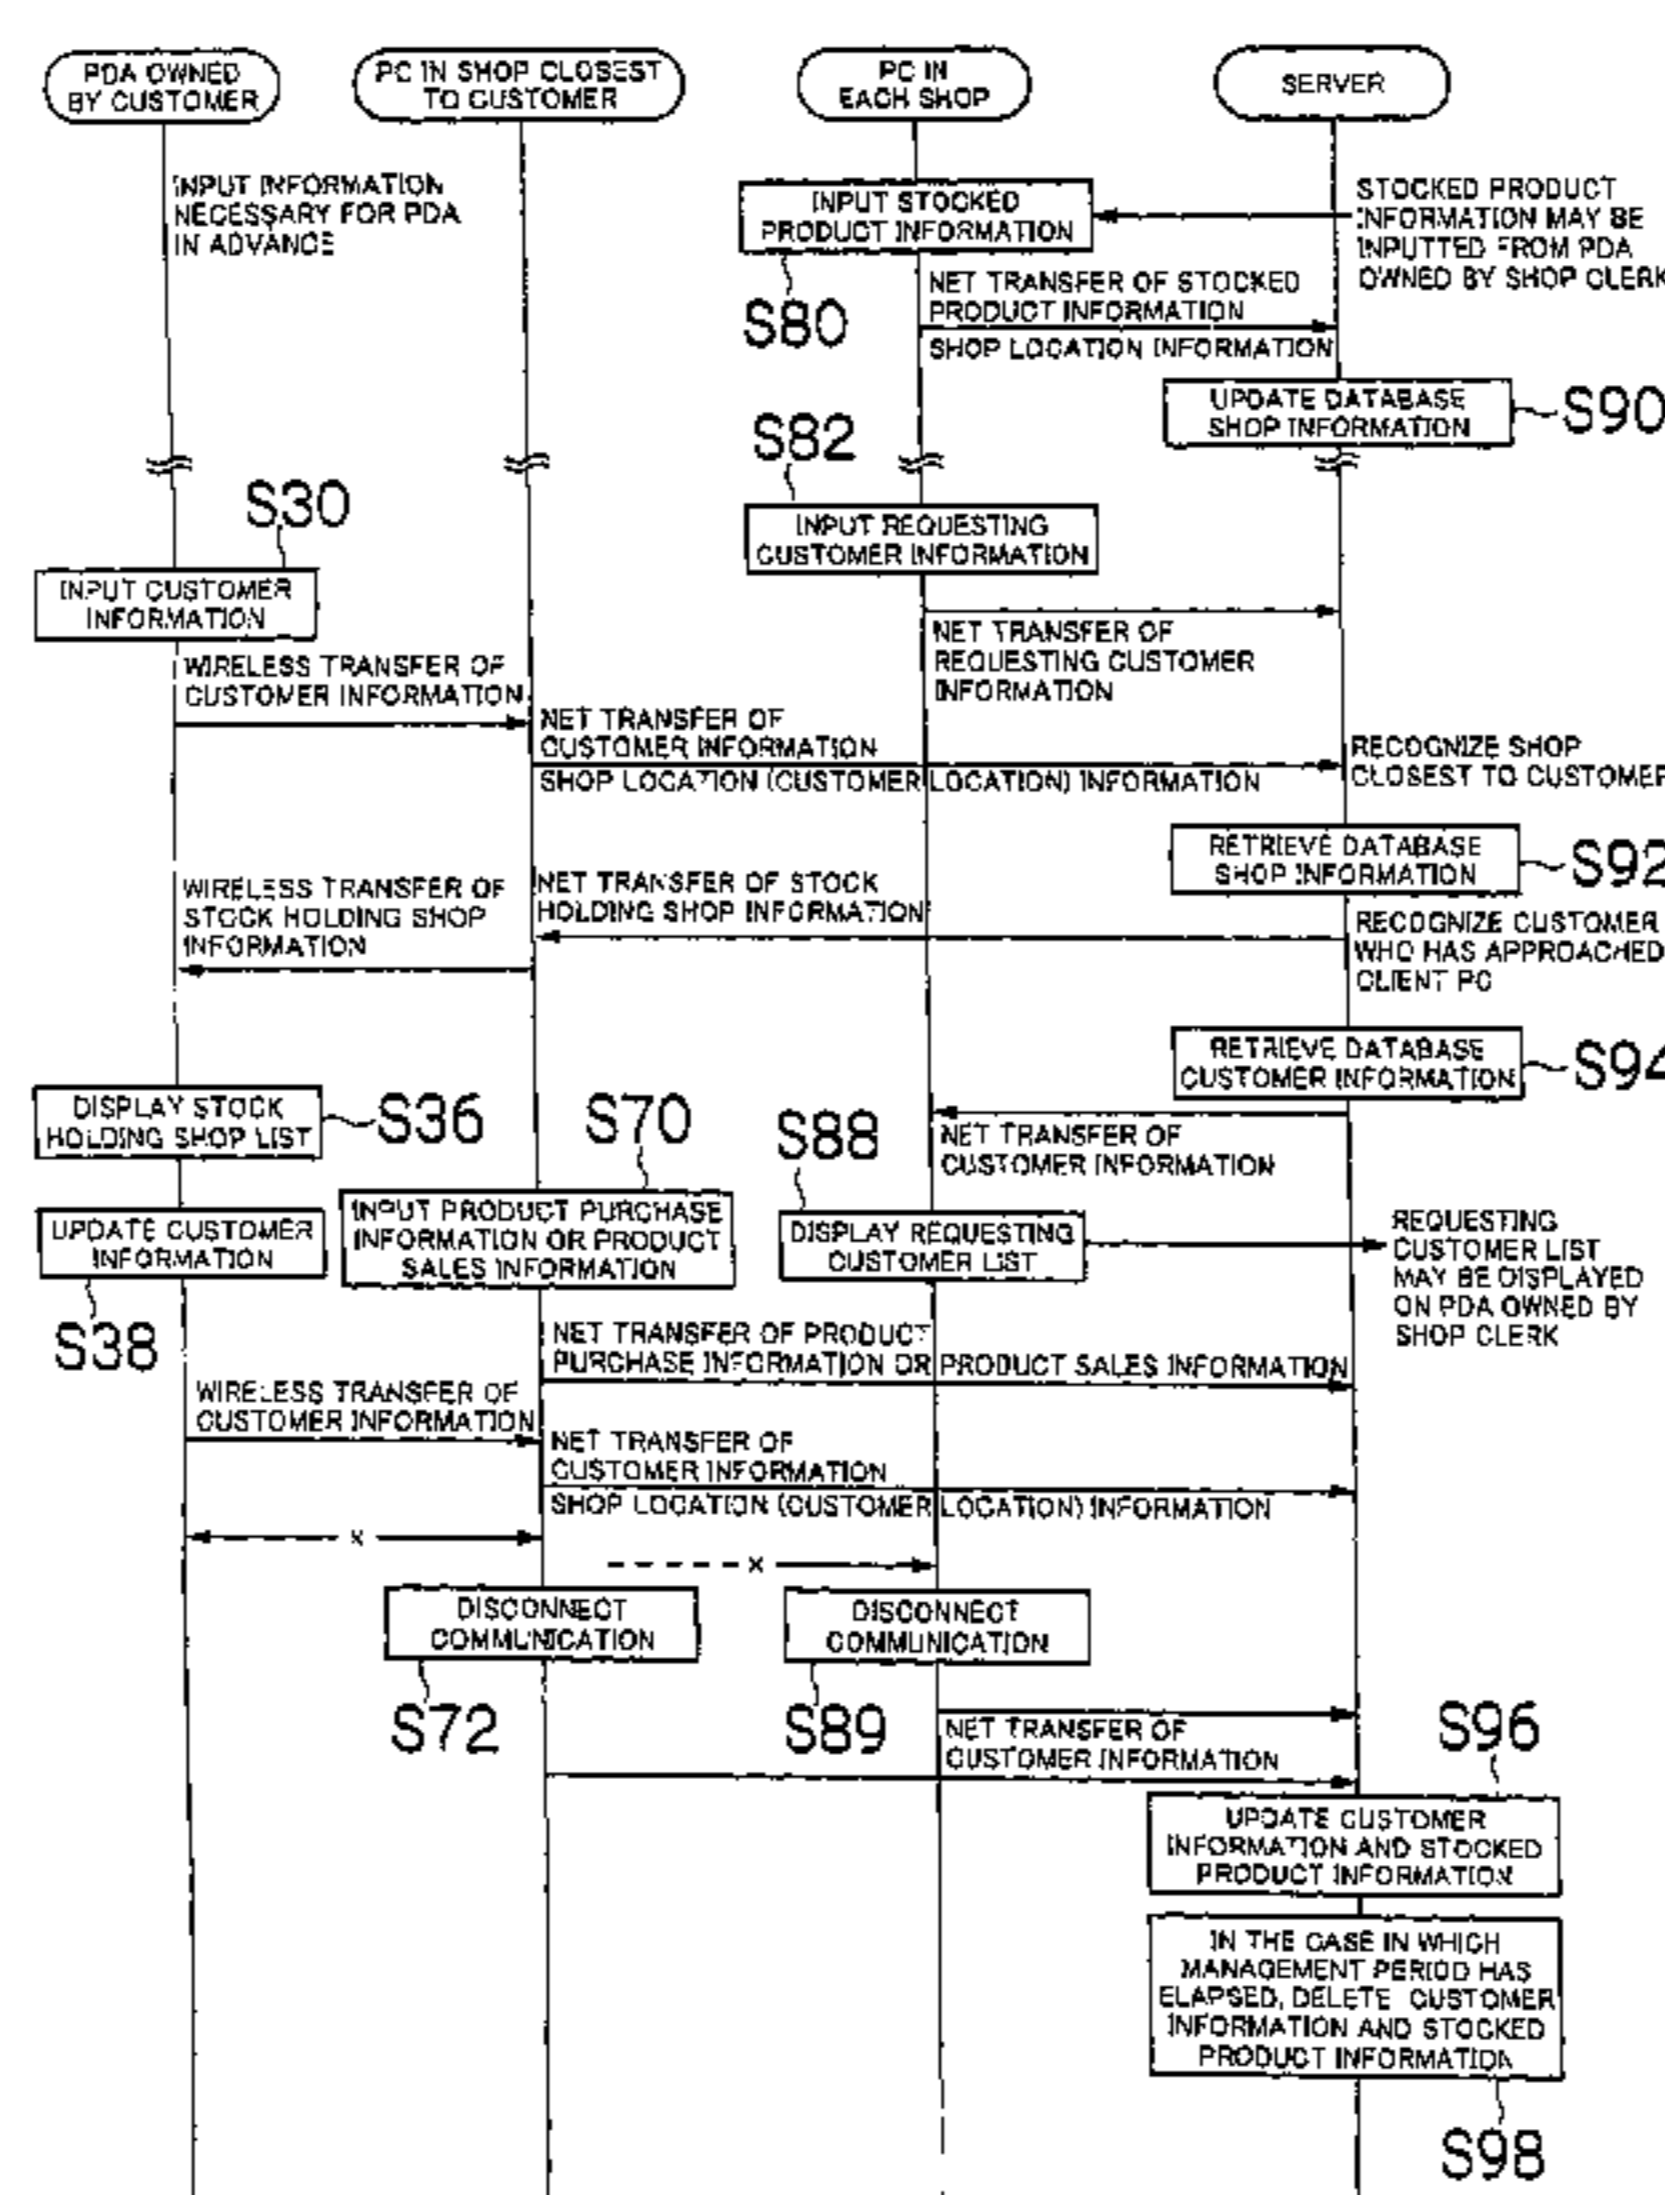 PDA OWNED
BY CUSTOMER
PC IN SHOP CLOSEST
TO CUSTOMER
PC IN
EACH SHOP
SERVER
INPUT INFORMATION
NECESSARY FOR PDA
IN ADVANCE
INPUT STOCKED
PRODUCT INFORMATION
STOCKED PRODUCT
INFORMATION MAY BE
INPUTTED FROM PDA
OWNED BY SHOP CLERK
S80
NET TRANSFER OF STOCKED
PRODUCT INFORMATION
SHOP LOCATION INFORMATION
UPDATE DATABASE
SHOP INFORMATION
S90
S82
INPUT REQUESTING
CUSTOMER INFORMATION
S30
INPUT CUSTOMER
INFORMATION
NET TRANSFER OF
REQUESTING CUSTOMER
INFORMATION
WIRELESS TRANSFER OF
CUSTOMER INFORMATION
NET TRANSFER OF
CUSTOMER INFORMATION
SHOP LOCATION (CUSTOMER LOCATION) INFORMATION
RECOGNIZE SHOP
CLOSEST TO CUSTOMER
RETRIEVE DATABASE
SHOP INFORMATION
S92
WIRELESS TRANSFER OF
STOCK HOLDING SHOP
INFORMATION
NET TRANSFER OF STOCK
HOLDING SHOP INFORMATION
RECOGNIZE CUSTOMER
WHO HAS APPROACHED
CLIENT PC
RETRIEVE DATABASE
CUSTOMER INFORMATION
S94
DISPLAY STOCK
HOLDING SHOP LIST
S36
S70
S88
NET TRANSFER OF
CUSTOMER INFORMATION
UPDATE CUSTOMER
INFORMATION
S38
INPUT PRODUCT PURCHASE
INFORMATION OR PRODUCT
SALES INFORMATION
DISPLAY REQUESTING
CUSTOMER LIST
REQUESTING
CUSTOMER LIST
MAY BE DISPLAYED
ON PDA OWNED BY
SHOP CLERK
NET TRANSFER OF PRODUCT
PURCHASE INFORMATION OR PRODUCT SALES INFORMATION
WIRELESS TRANSFER OF
CUSTOMER INFORMATION
NET TRANSFER OF
CUSTOMER INFORMATION
SHOP LOCATION (CUSTOMER LOCATION) INFORMATION
x
x
DISCONNECT
COMMUNICATION
S72
DISCONNECT
COMMUNICATION
S89
NET TRANSFER OF
CUSTOMER INFORMATION
S96
UPDATE CUSTOMER
INFORMATION AND STOCKED
PRODUCT INFORMATION
IN THE CASE IN WHICH
MANAGEMENT PERIOD HAS
ELAPSED, DELETE CUSTOMER
INFORMATION AND STOCKED
PRODUCT INFORMATION
S98